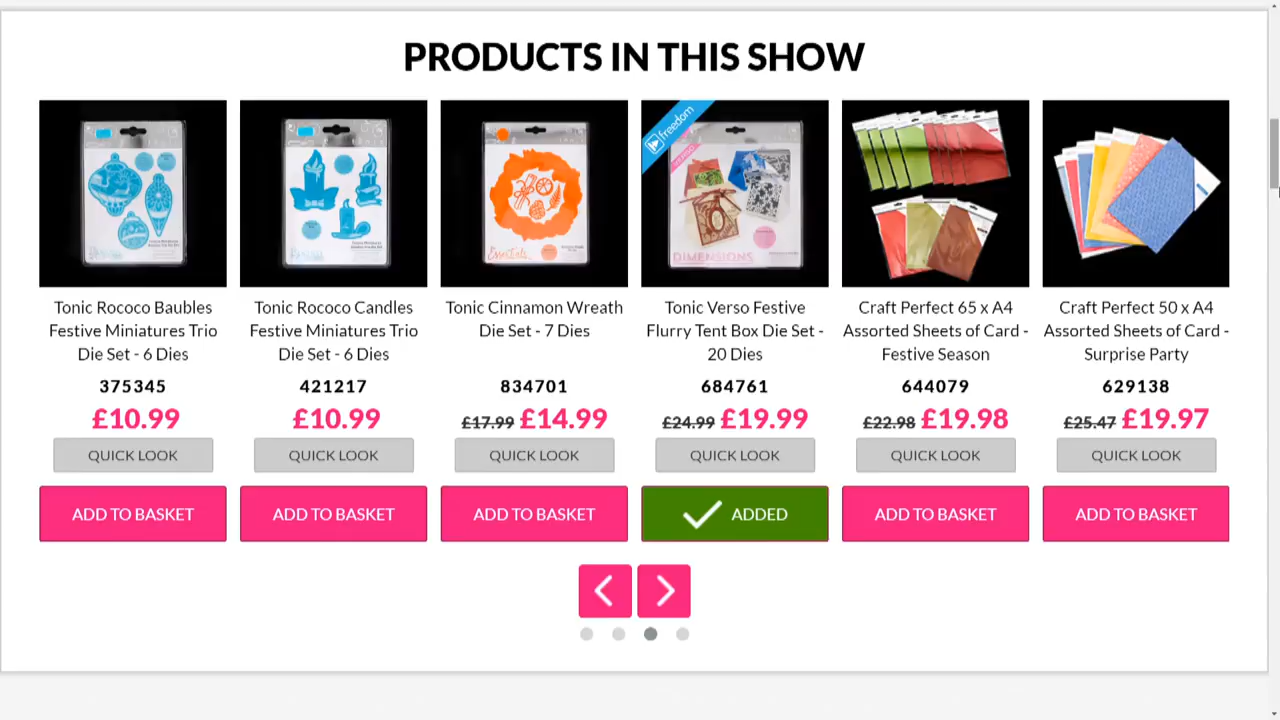 PRODUCTS IN THIS SHOW
freedom
Essentials
DIMENSIONS
Tonic Rococo Baubles
Festive Miniatures Trio
Die Set - 6 Dies
375345
£10.99
QUICK LOOK
ADD TO BASKET
Tonic Rococo Candles
Festive Miniatures Trio
Die Set - 6 Dies
421217
£10.99
QUICK LOOK
ADD TO BASKET
Tonic Cinnamon Wreath
Die Set - 7 Dies
834701
£17.99 £14.99
QUICK LOOK
ADD TO BASKET
Tonic Verso Festive
Flurry Tent Box Die Set -
20 Dies
684761
£24.99 £19.99
QUICK LOOK
ADDED
Craft Perfect 65 x A4
Assorted Sheets of Card -
Festive Season
644079
£22.98 £19.98
QUICK LOOK
ADD TO BASKET
Craft Perfect 50 x A4
Assorted Sheets of Card -
Surprise Party
629138
£25.47 £19.97
QUICK LOOK
ADD TO BASKET